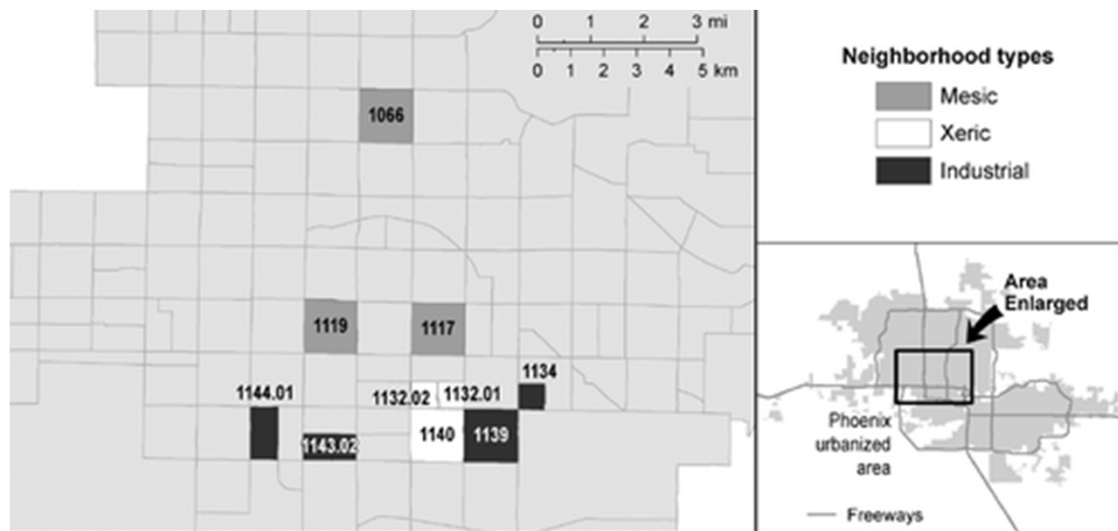 0 1 2 3 mi
0 1 2 3 4 5 km
Neighborhood types
Mesic
Xeric
Industrial
1066
1119
1117
1134
1144.01
1132.02
1132.01
1143.02
1140
1139
Area
Enlarged
Phoenix
urbanized
area
Freeways